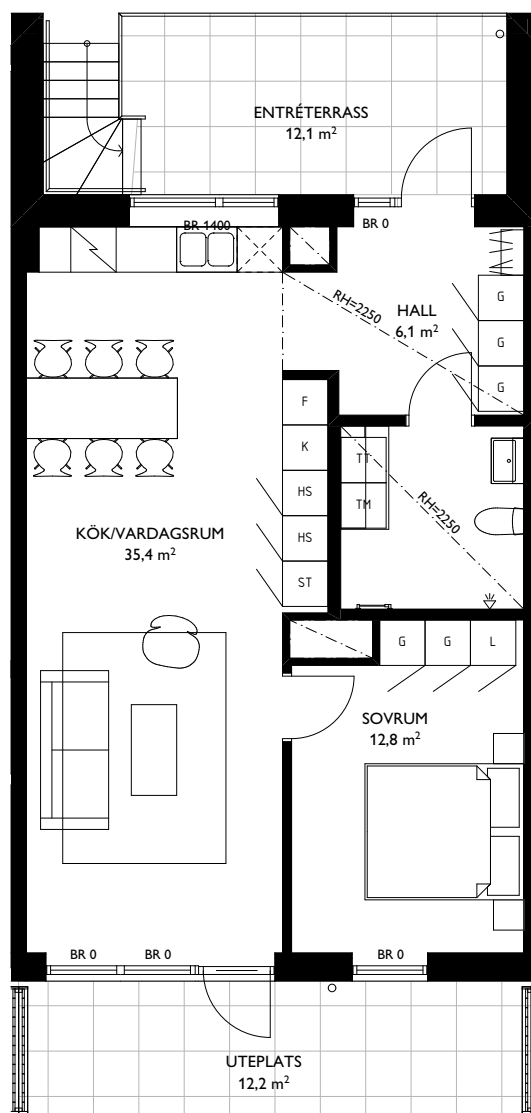 ENTRÉTERRASS
12,1 m²
BR 1400
BR 0
RH=2250
HALL
6,1 m²
G
G
G
F
K
HS
HS
ST
TT
TM
RH=2250
KÖK/VARDAGSRUM
35,4 m²
G
G
L
SOVRUM
12,8 m²
BR 0
BR 0
BR 0
UTEPLATS
12,2 m²